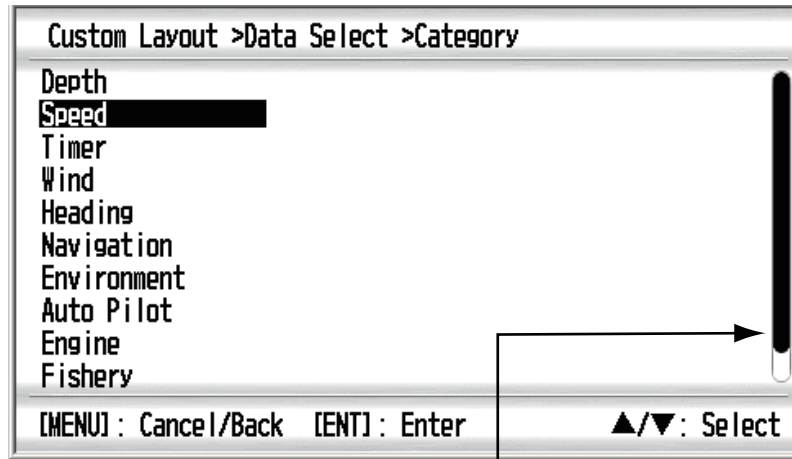 Custom Layout >Data Select >Category
Depth
Speed
Timer
Wind
Heading
Navigation
Environment
Auto Pilot
Engine
Fishery
[MENU] : Cancel/Back [ENT] : Enter ▲/▼: Select